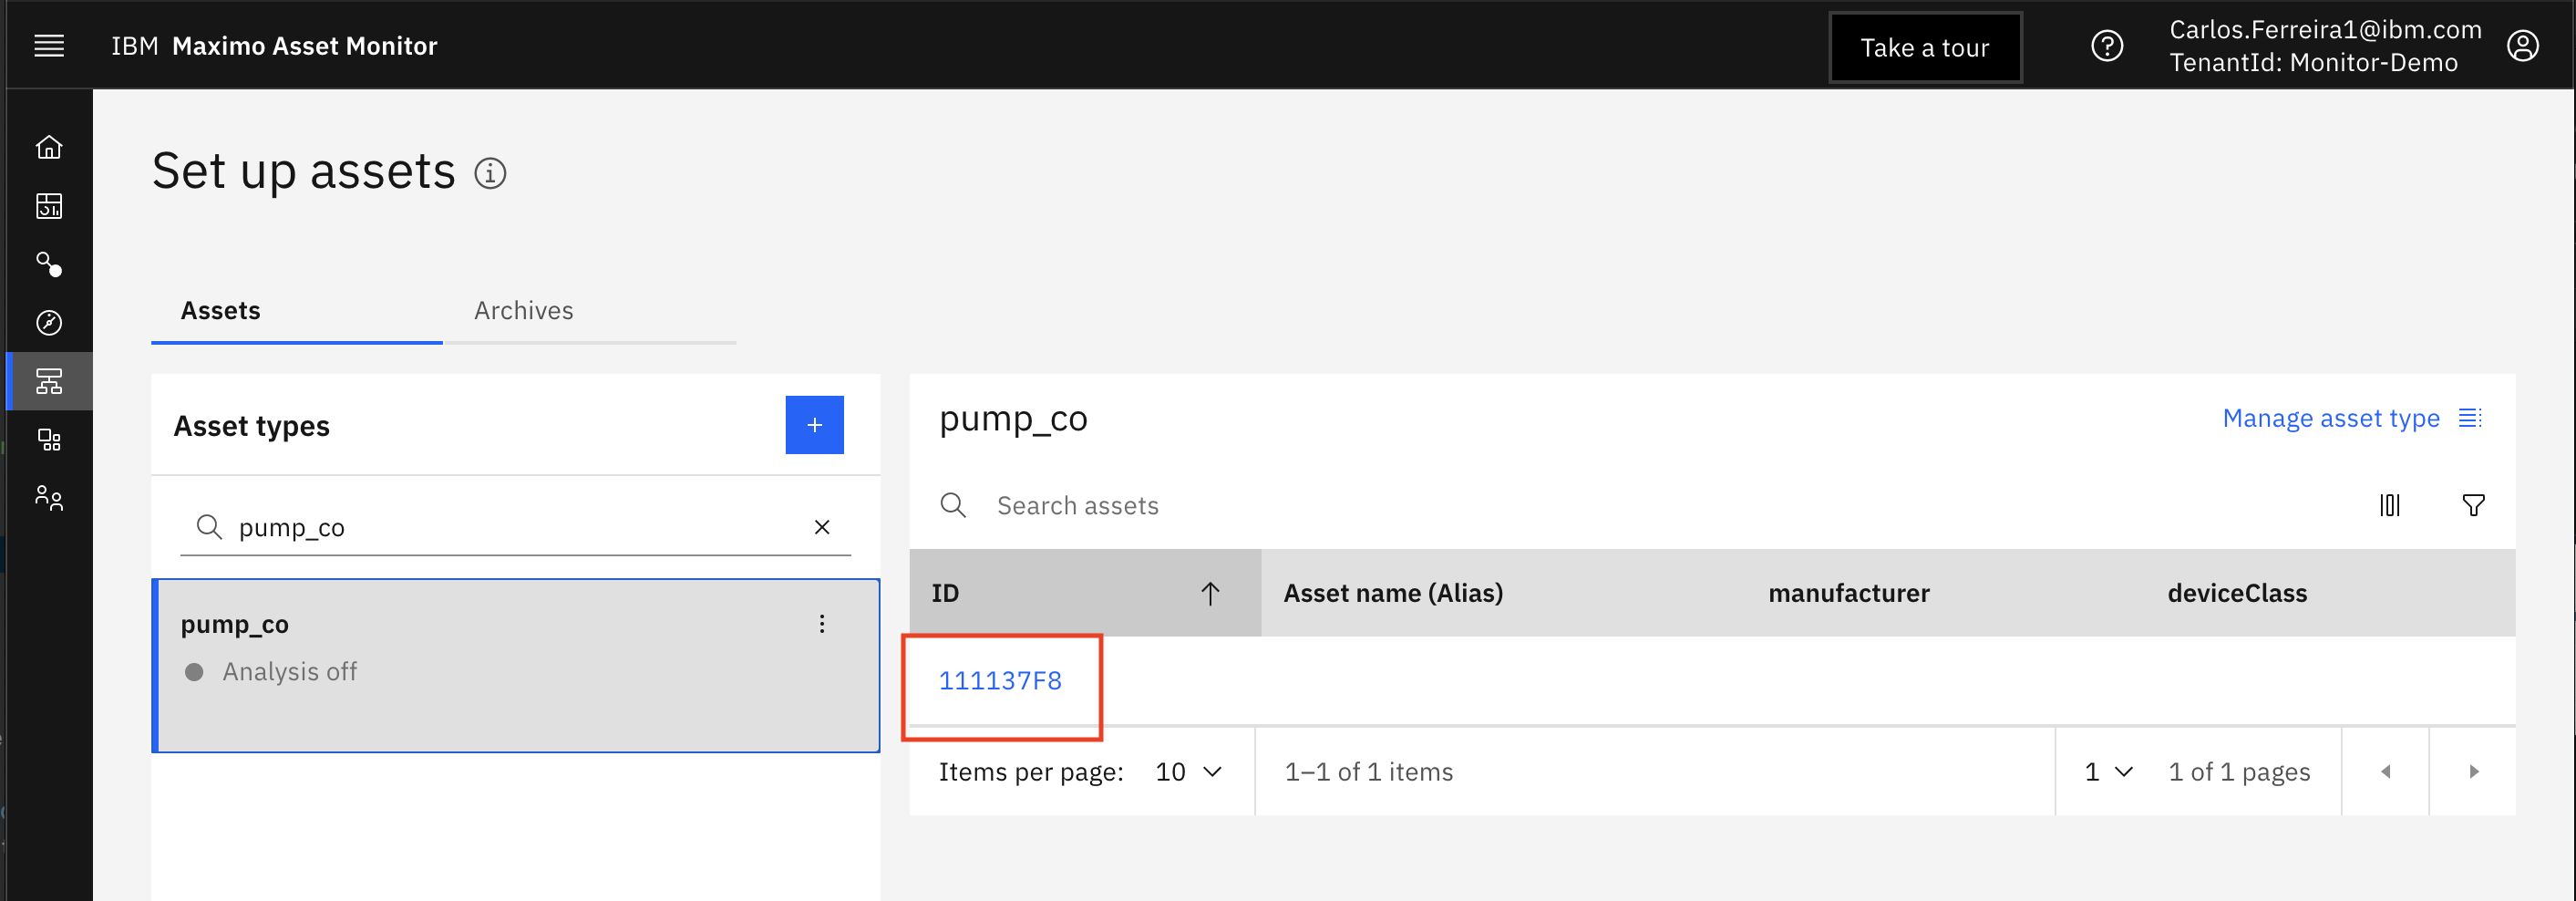 IBM Maximo Asset Monitor
Take a tour
Carlos.Ferreira1@ibm.com
TenantId: Monitor-Demo
Set up assets
Assets
Archives
Asset types
+
pump_co
pump_co
Analysis off
pump_co
Manage asset type
Search assets
ID
Asset name (Alias)
manufacturer
deviceClass
111137F8
Items per page: 10
1–1 of 1 items
1
1 of 1 pages